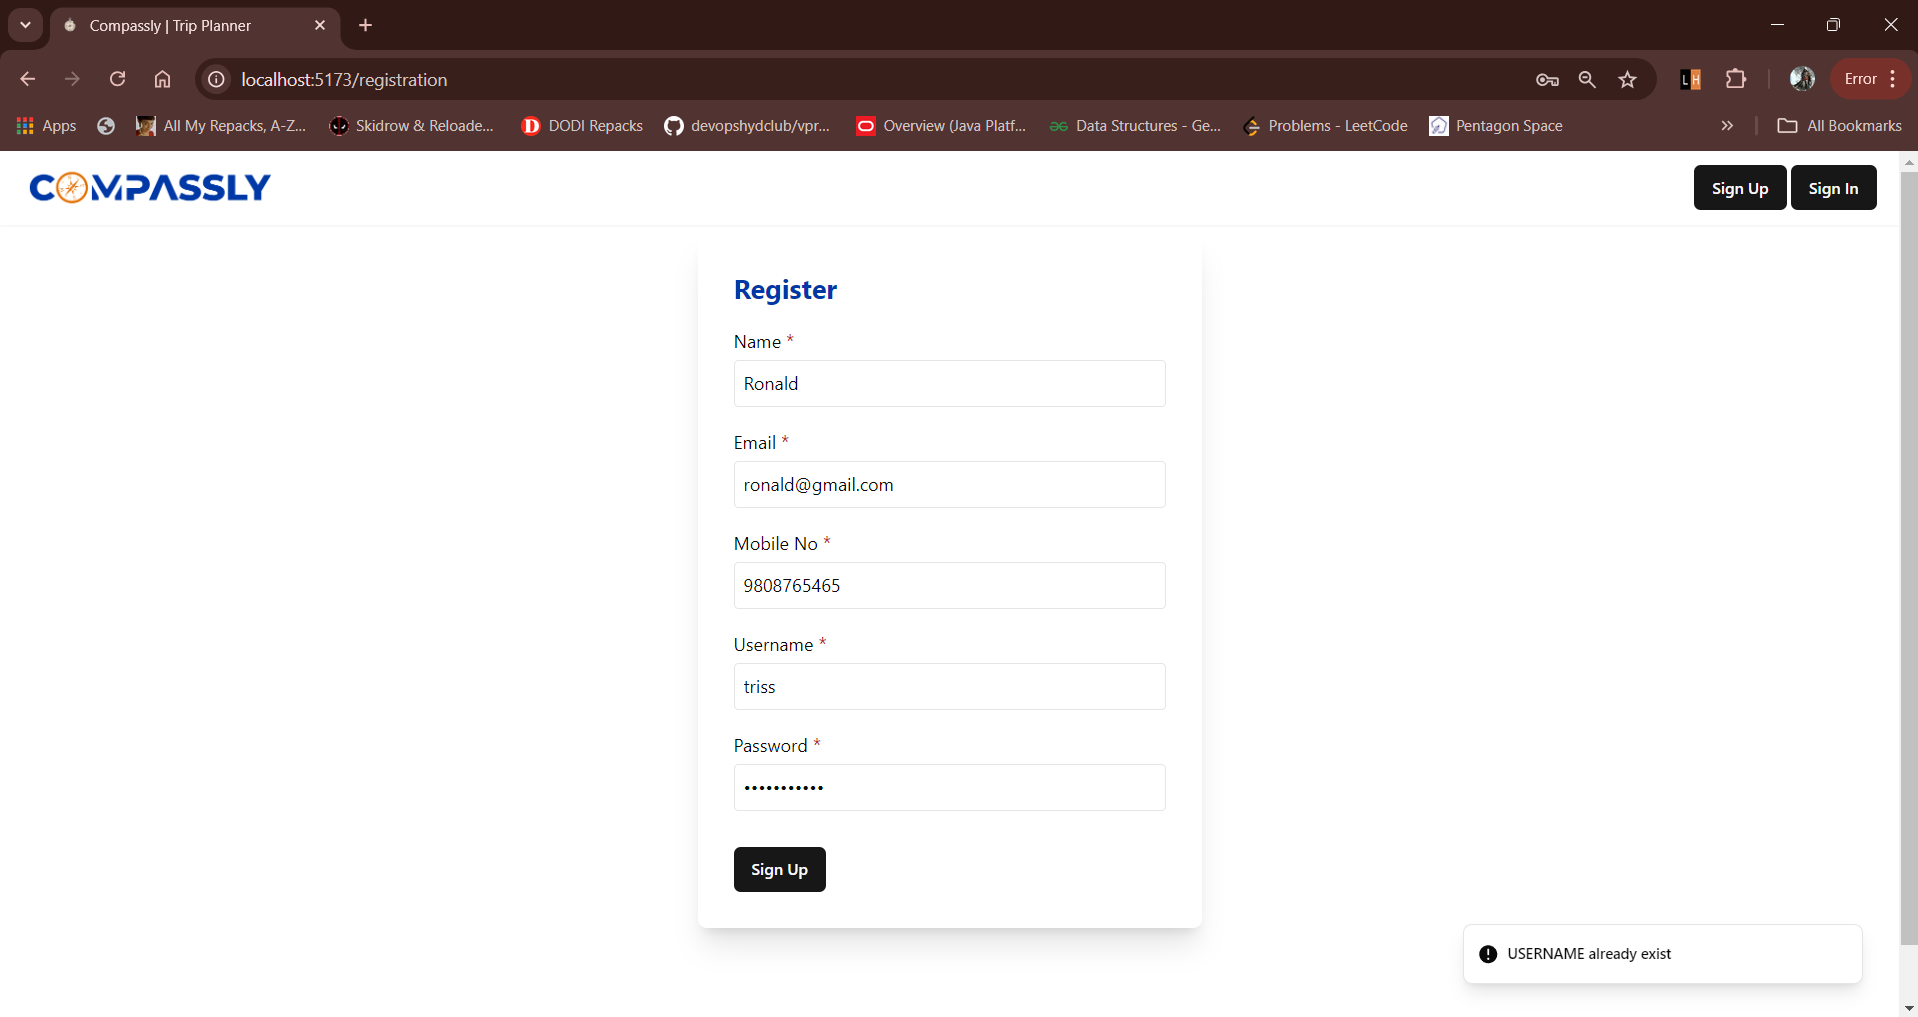 Compassly | Trip Planner
localhost:5173/registration
Error
Apps
All My Repacks, A-Z...
Skidrow & Reloade...
DODI Repacks
devopshydclub/vpr...
Overview (Java Platf...
Data Structures - Ge...
Problems - LeetCode
Pentagon Space
All Bookmarks
COMPASSLY
Sign Up
Sign In
Register
Name *
Ronald
Email *
ronald@gmail.com
Mobile No *
9808765465
Username *
triss
Password *
•••••••••••
Sign Up
USERNAME already exist